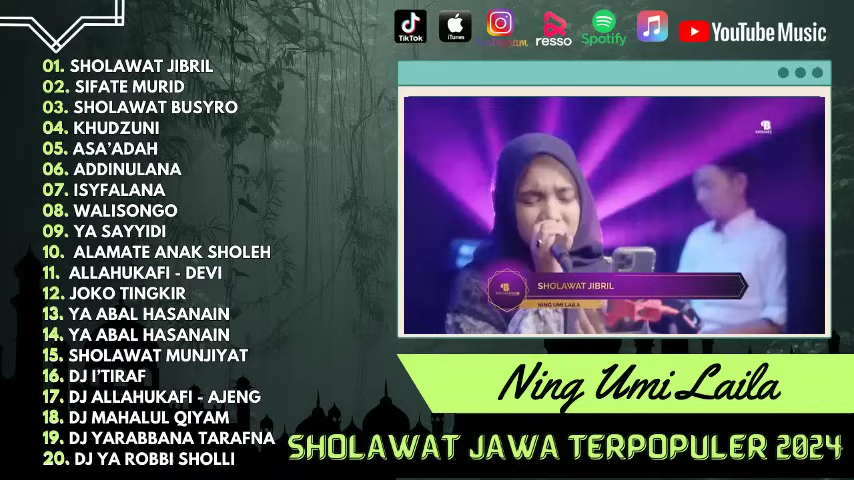 TikTok
iTunes
Instagram
resso
Spotify
YouTube Music
01. SHOLAWAT JIBRIL
02. SIFATE MURID
03. SHOLAWAT BUSYRO
04. KHUDZUNI
05. ASA'ADAH
06. ADDINULANA
07. ISYFALANA
08. WALISONGO
09. YA SAYYIDI
10. ALAMATE ANAK SHOLEH
11. ALLAHUKAFI - DEVI
12. JOKO TINGKIR
13. YA ABAL HASANAIN
14. YA ABAL HASANAIN
15. SHOLAWAT MUNJIYAT
16. DJ I'TIRAF
17. DJ ALLAHUKAFI - AJENG
18. DJ MAHALUL QIYAM
19. DJ YARABBANA TARAFNA
20. DJ YA ROBBI SHOLLI
SHOLAWAT JIBRIL
NING UMI LAILA
Ning Umi Laila
SHOLAWAT JAWA TERPOPULER 2024